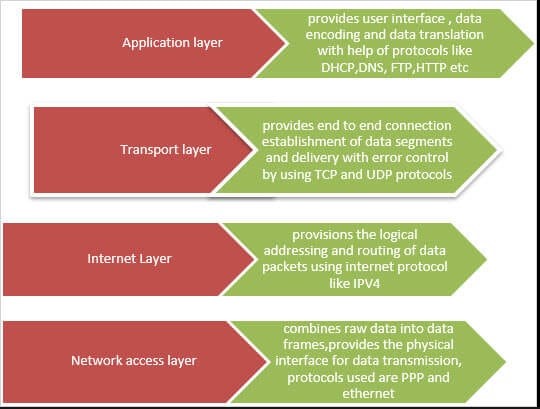 Application layer
provides user interface , data
encoding and data translation
with help of protocols like
DHCP,DNS, FTP,HTTP etc
Transport layer
provides end to end connection
establishment of data segments
and delivery with error control
by using TCP and UDP protocols
Internet Layer
provisions the logical
addressing and routing of data
packets using internet protocol
like IPV4
Network access layer
combines raw data into data
frames,provides the physical
interface for data transmission,
protocols used are PPP and
ethernet